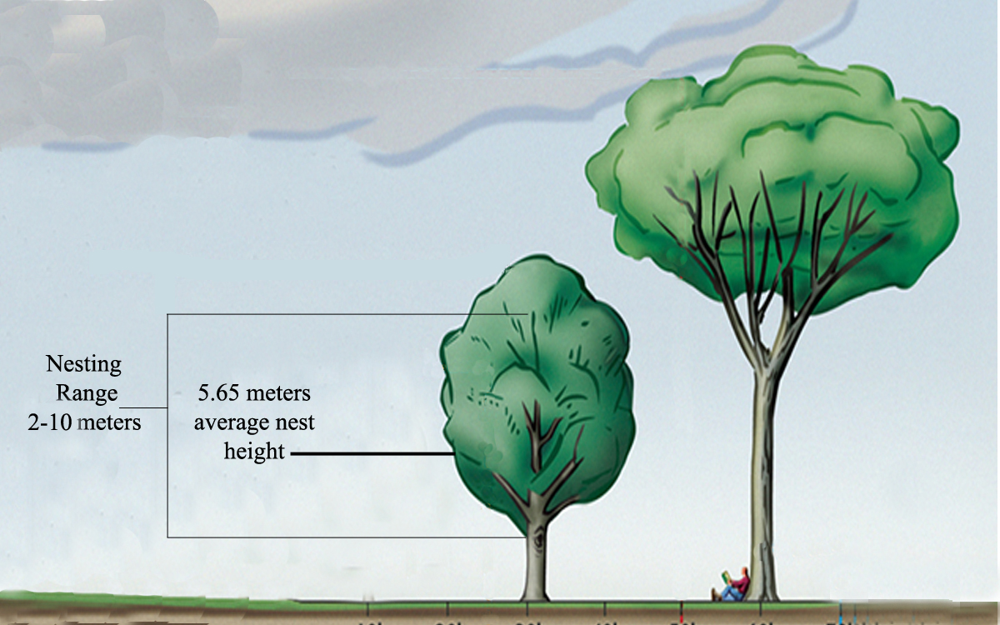 Nesting
Range
2-10 meters
5.65 meters
average nest
height